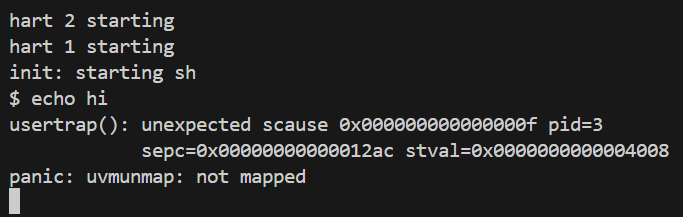 hart 2 starting
hart 1 starting
init: starting sh
$ echo hi
usertrap(): unexpected scause 0x000000000000000f pid=3
            sepc=0x00000000000012ac stval=0x0000000000004008
panic: uvmunmap: not mapped